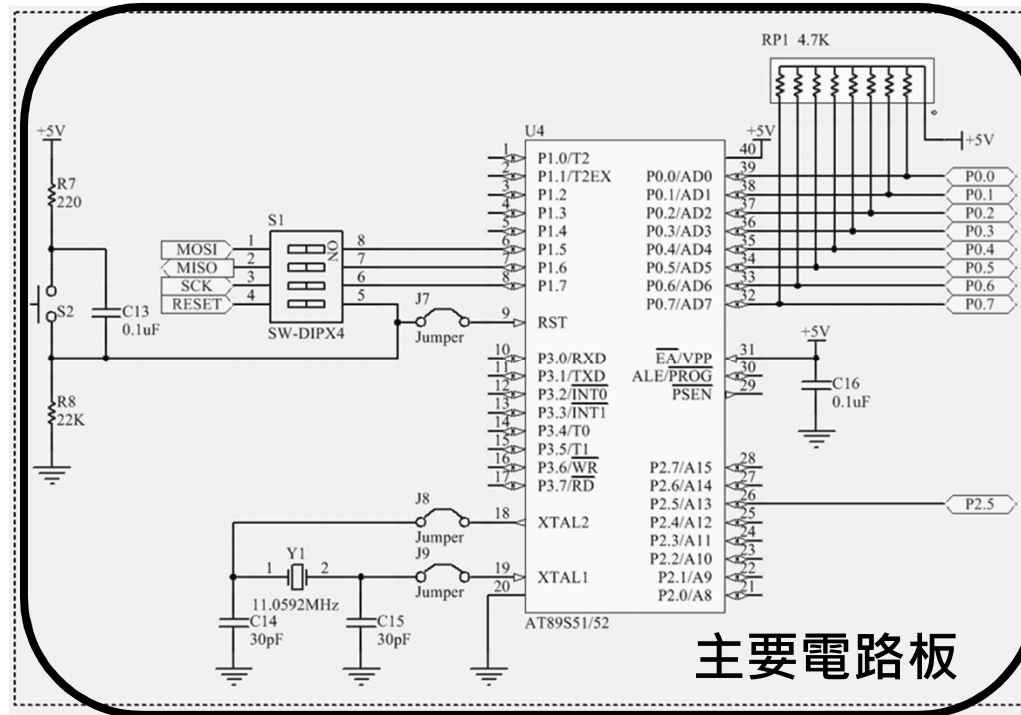 RP1 4.7K
+5V
R7
220
S2
C13
0.1uF
R8
22K
S1
MOSI
MISO
SCK
RESET
1
2
3
4
ON
8
7
6
5
SW-DIPX4
J7
Jumper
U4
1 P1.0/T2
2 P1.1/T2EX
3 P1.2
4 P1.3
5 P1.4
6 P1.5
7 P1.6
8 P1.7
9 RST
10 P3.0/RXD
11 P3.1/TXD
12 P3.2/INT0
13 P3.3/INT1
14 P3.4/T0
15 P3.5/T1
16 P3.6/WR
17 P3.7/RD
18 XTAL2
19 XTAL1
20
+5V
40
P0.0/AD0 39
P0.1/AD1 38
P0.2/AD2 37
P0.3/AD3 36
P0.4/AD4 35
P0.5/AD5 34
P0.6/AD6 33
P0.7/AD7 32
EA/VPP 31
ALE/PROG 30
PSEN 29
P2.7/A15 28
P2.6/A14 27
P2.5/A13 26
P2.4/A12 25
P2.3/A11 24
P2.2/A10 23
P2.1/A9 22
P2.0/A8 21
AT89S51/52
+5V
P0.0
P0.1
P0.2
P0.3
P0.4
P0.5
P0.6
P0.7
+5V
C16
0.1uF
P2.5
J8
Jumper
J9
Jumper
Y1
1 2
11.0592MHz
C14
30pF
C15
30pF
主要電路板